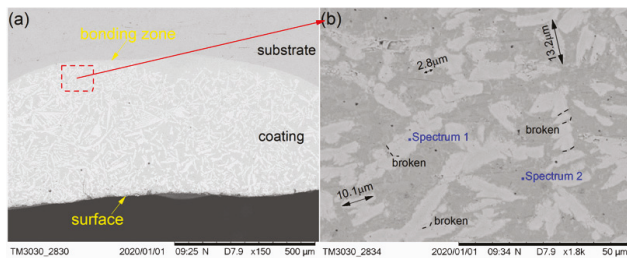 (a)
bonding zone
substrate
coating
surface
TM3030_2830 2020/01/01 09:25 N D7.9 x150 500 µm
(b)
13.2µm
2.8µm
Spectrum 1
broken
broken
Spectrum 2
10.1µm
broken
TM3030_2834 2020/01/01 09:34 N D7.9 x1.8k 50 µm